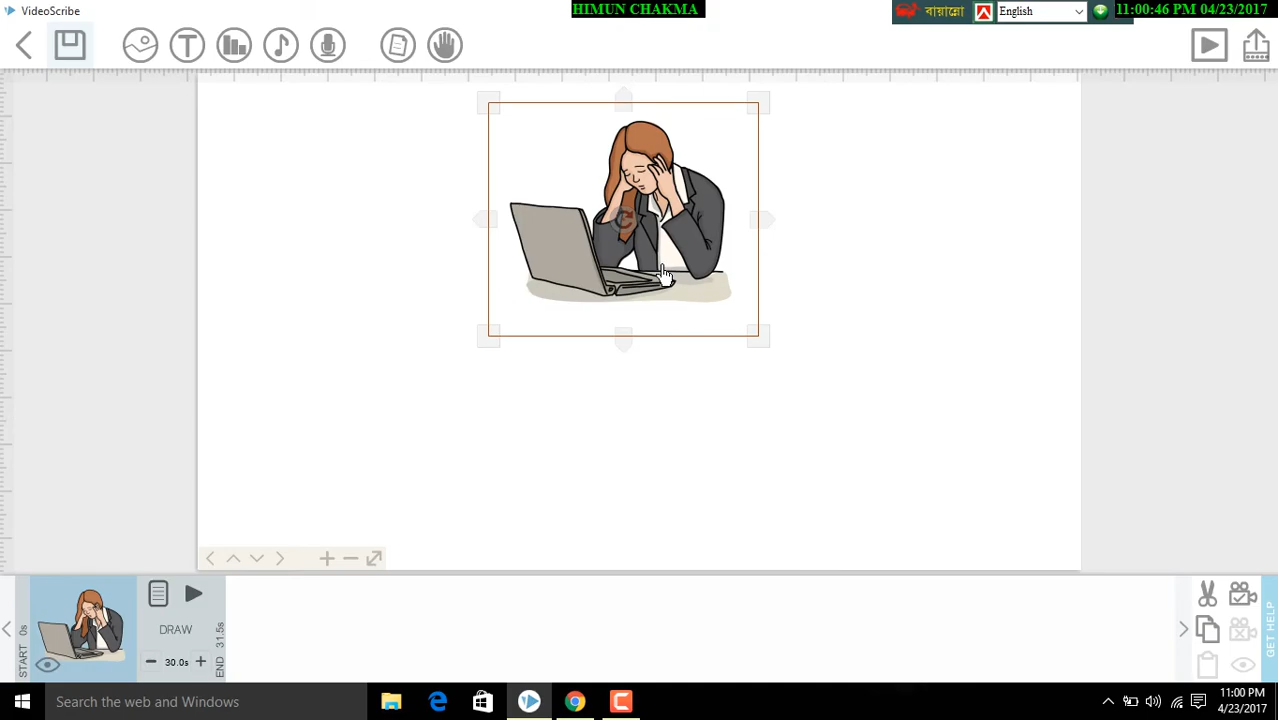 VideoScribe
HIMUN CHAKMA
বায়ান্নো
English
11:00:46 PM 04/23/2017
START 0s
DRAW
30.0s
END 31.5s
GET HELP
Search the web and Windows
11:00 PM
4/23/2017